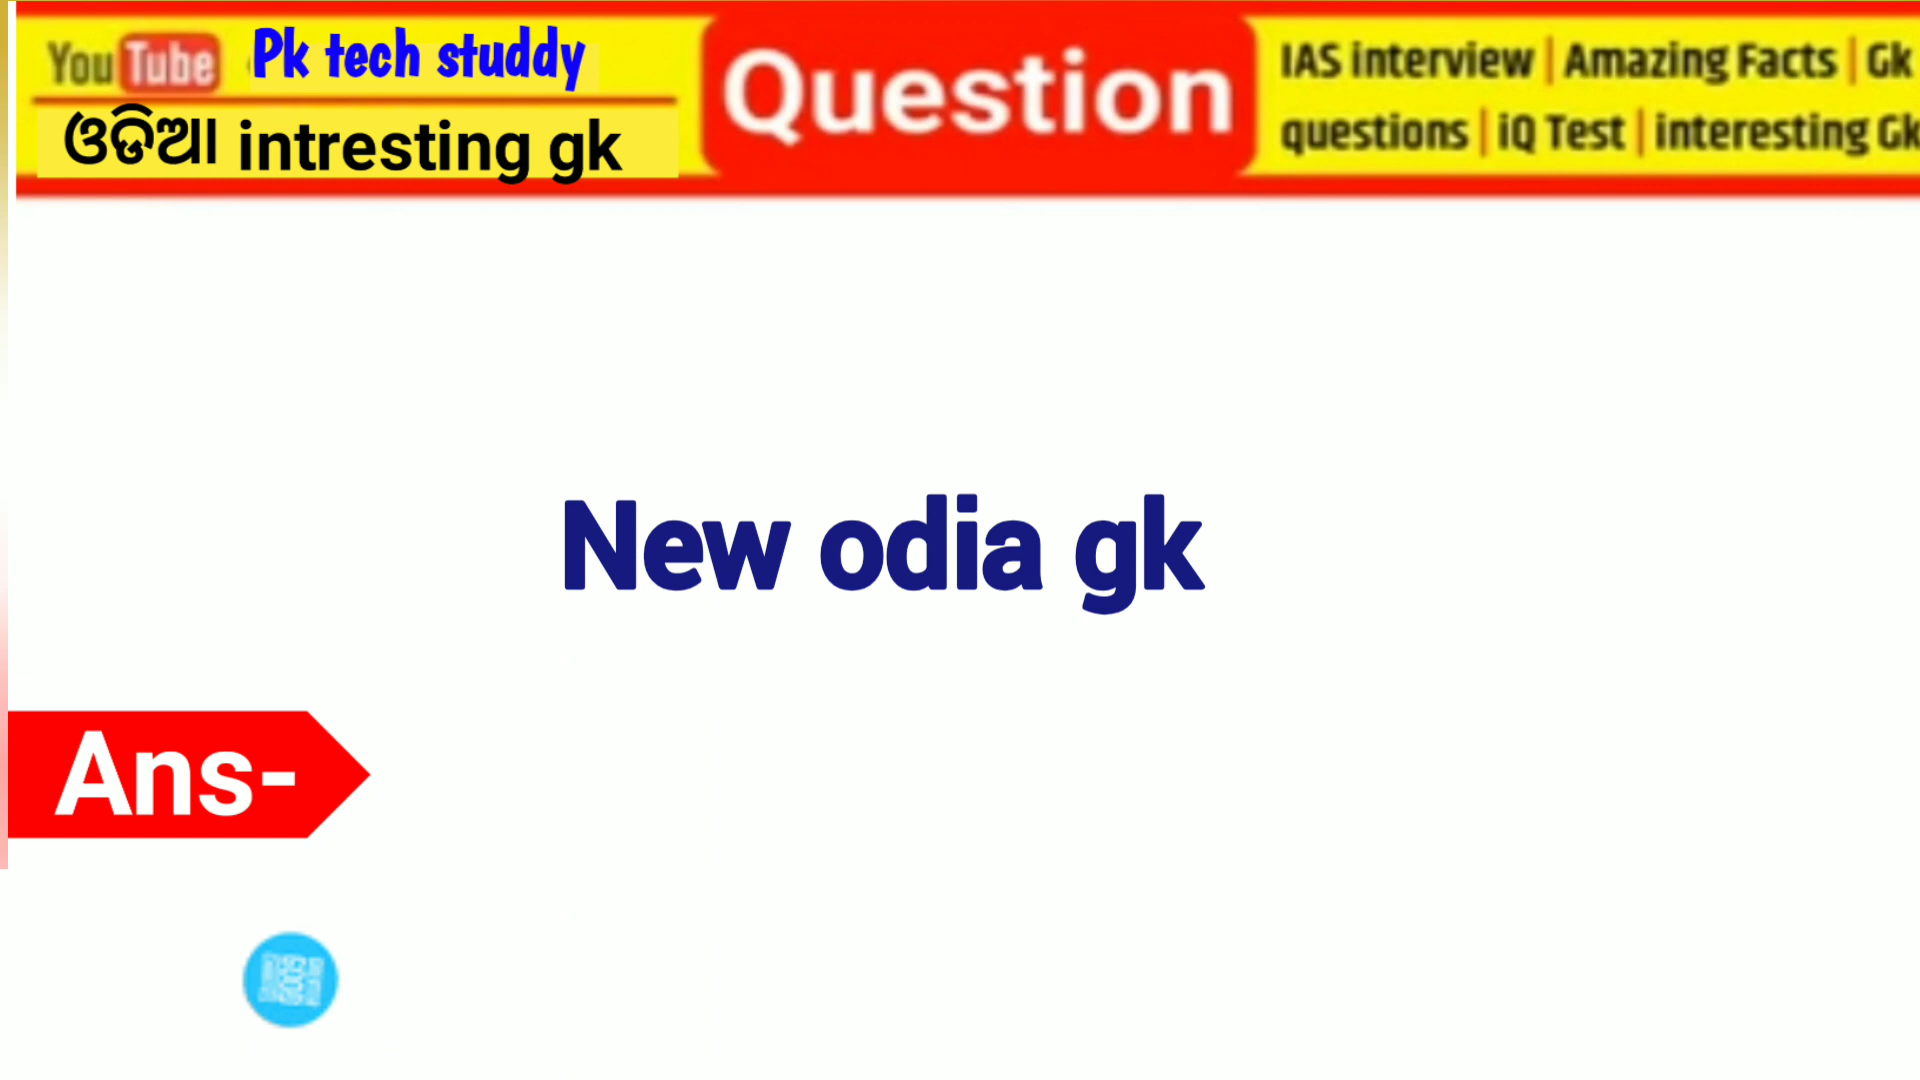 YouTube Pk tech studdy
ଓଡିଆ intresting gk
Question
IAS interview | Amazing Facts | Gk
questions | iQ Test | interesting Gk
New odia gk
Ans-